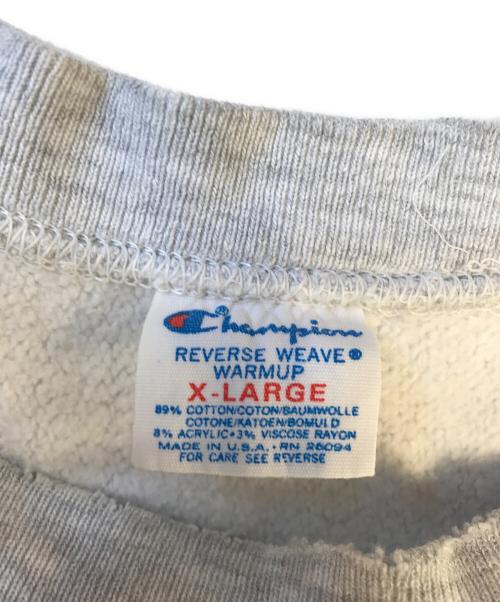 Champion
REVERSE WEAVE®
WARMUP
X-LARGE
89% COTTON/COTON/BAUMWOLLE
COTONE/KATOEN/BOMULD
8% ACRYLIC•3% VISCOSE RAYON
MADE IN U.S.A.•RN 26094
FOR CARE SEE REVERSE